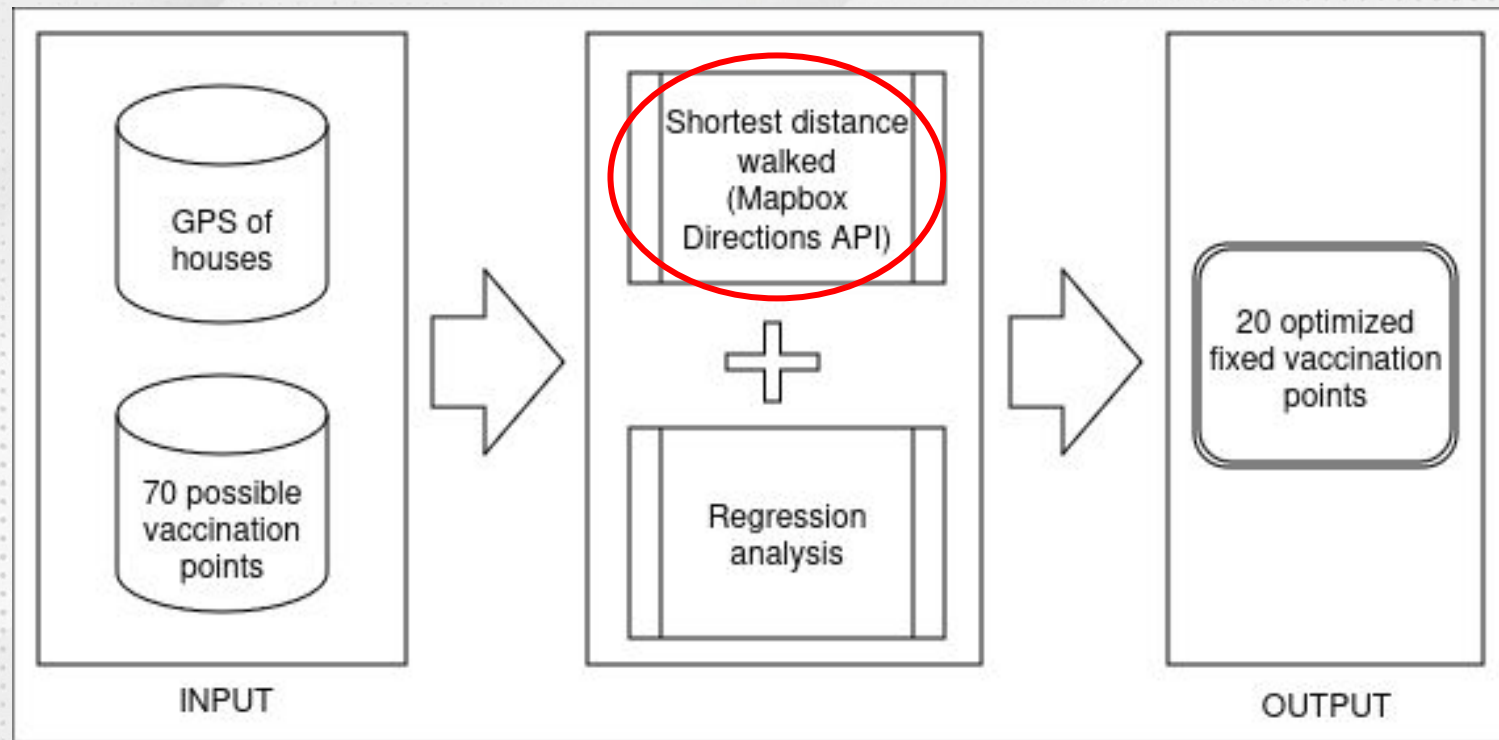 GPS of
houses
70 possible
vaccination
points
INPUT
Shortest distance
walked
(Mapbox
Directions API)
Regression
analysis
20 optimized
fixed vaccination
points
OUTPUT